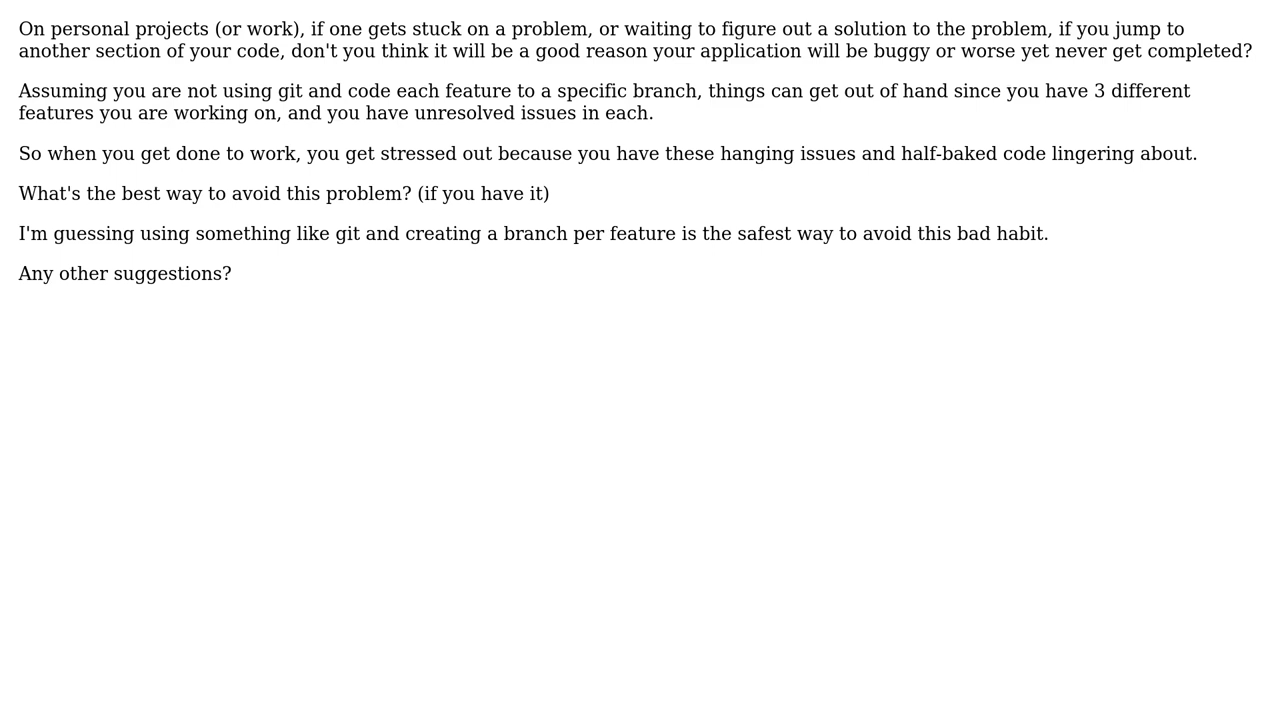 On personal projects (or work), if one gets stuck on a problem, or waiting to figure out a solution to the problem, if you jump to
another section of your code, don't you think it will be a good reason your application will be buggy or worse yet never get completed?
Assuming you are not using git and code each feature to a specific branch, things can get out of hand since you have 3 different
features you are working on, and you have unresolved issues in each.
So when you get done to work, you get stressed out because you have these hanging issues and half-baked code lingering about.
What's the best way to avoid this problem? (if you have it)
I'm guessing using something like git and creating a branch per feature is the safest way to avoid this bad habit.
Any other suggestions?